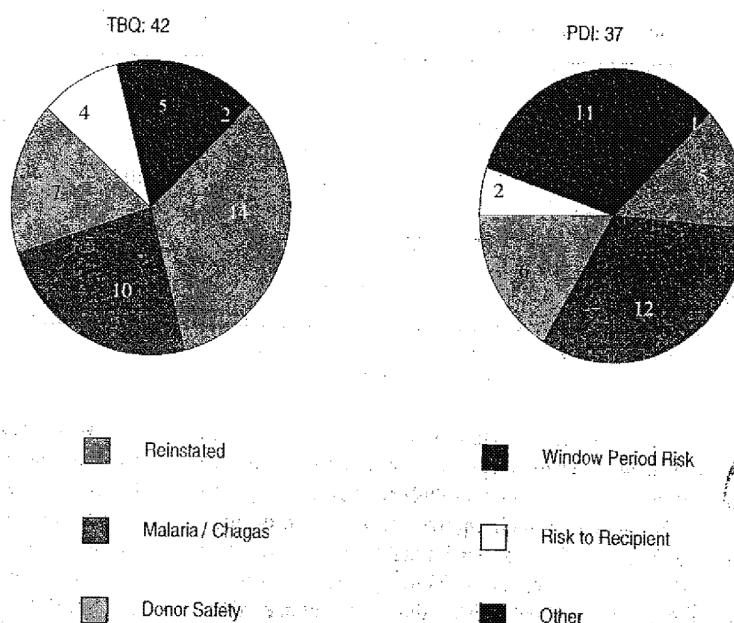 TBQ: 42
PDI: 37
4
5
2
7
14
10
11
1
5
2
6
12
Reinstated
Window Period Risk
Malaria / Chagas
Risk to Recipient
Donor Safety
Other